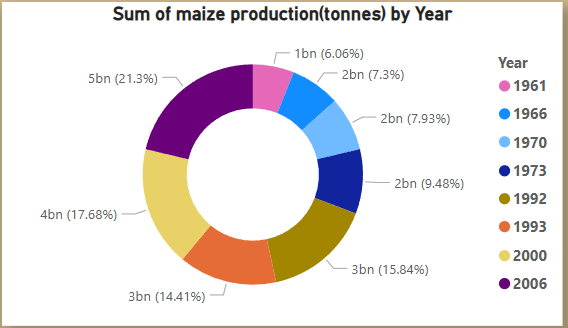 Sum of maize production(tonnes) by Year
1bn (6.06%)
2bn (7.3%)
2bn (7.93%)
2bn (9.48%)
3bn (15.84%)
3bn (14.41%)
4bn (17.68%)
5bn (21.3%)
Year
1961
1966
1970
1973
1992
1993
2000
2006